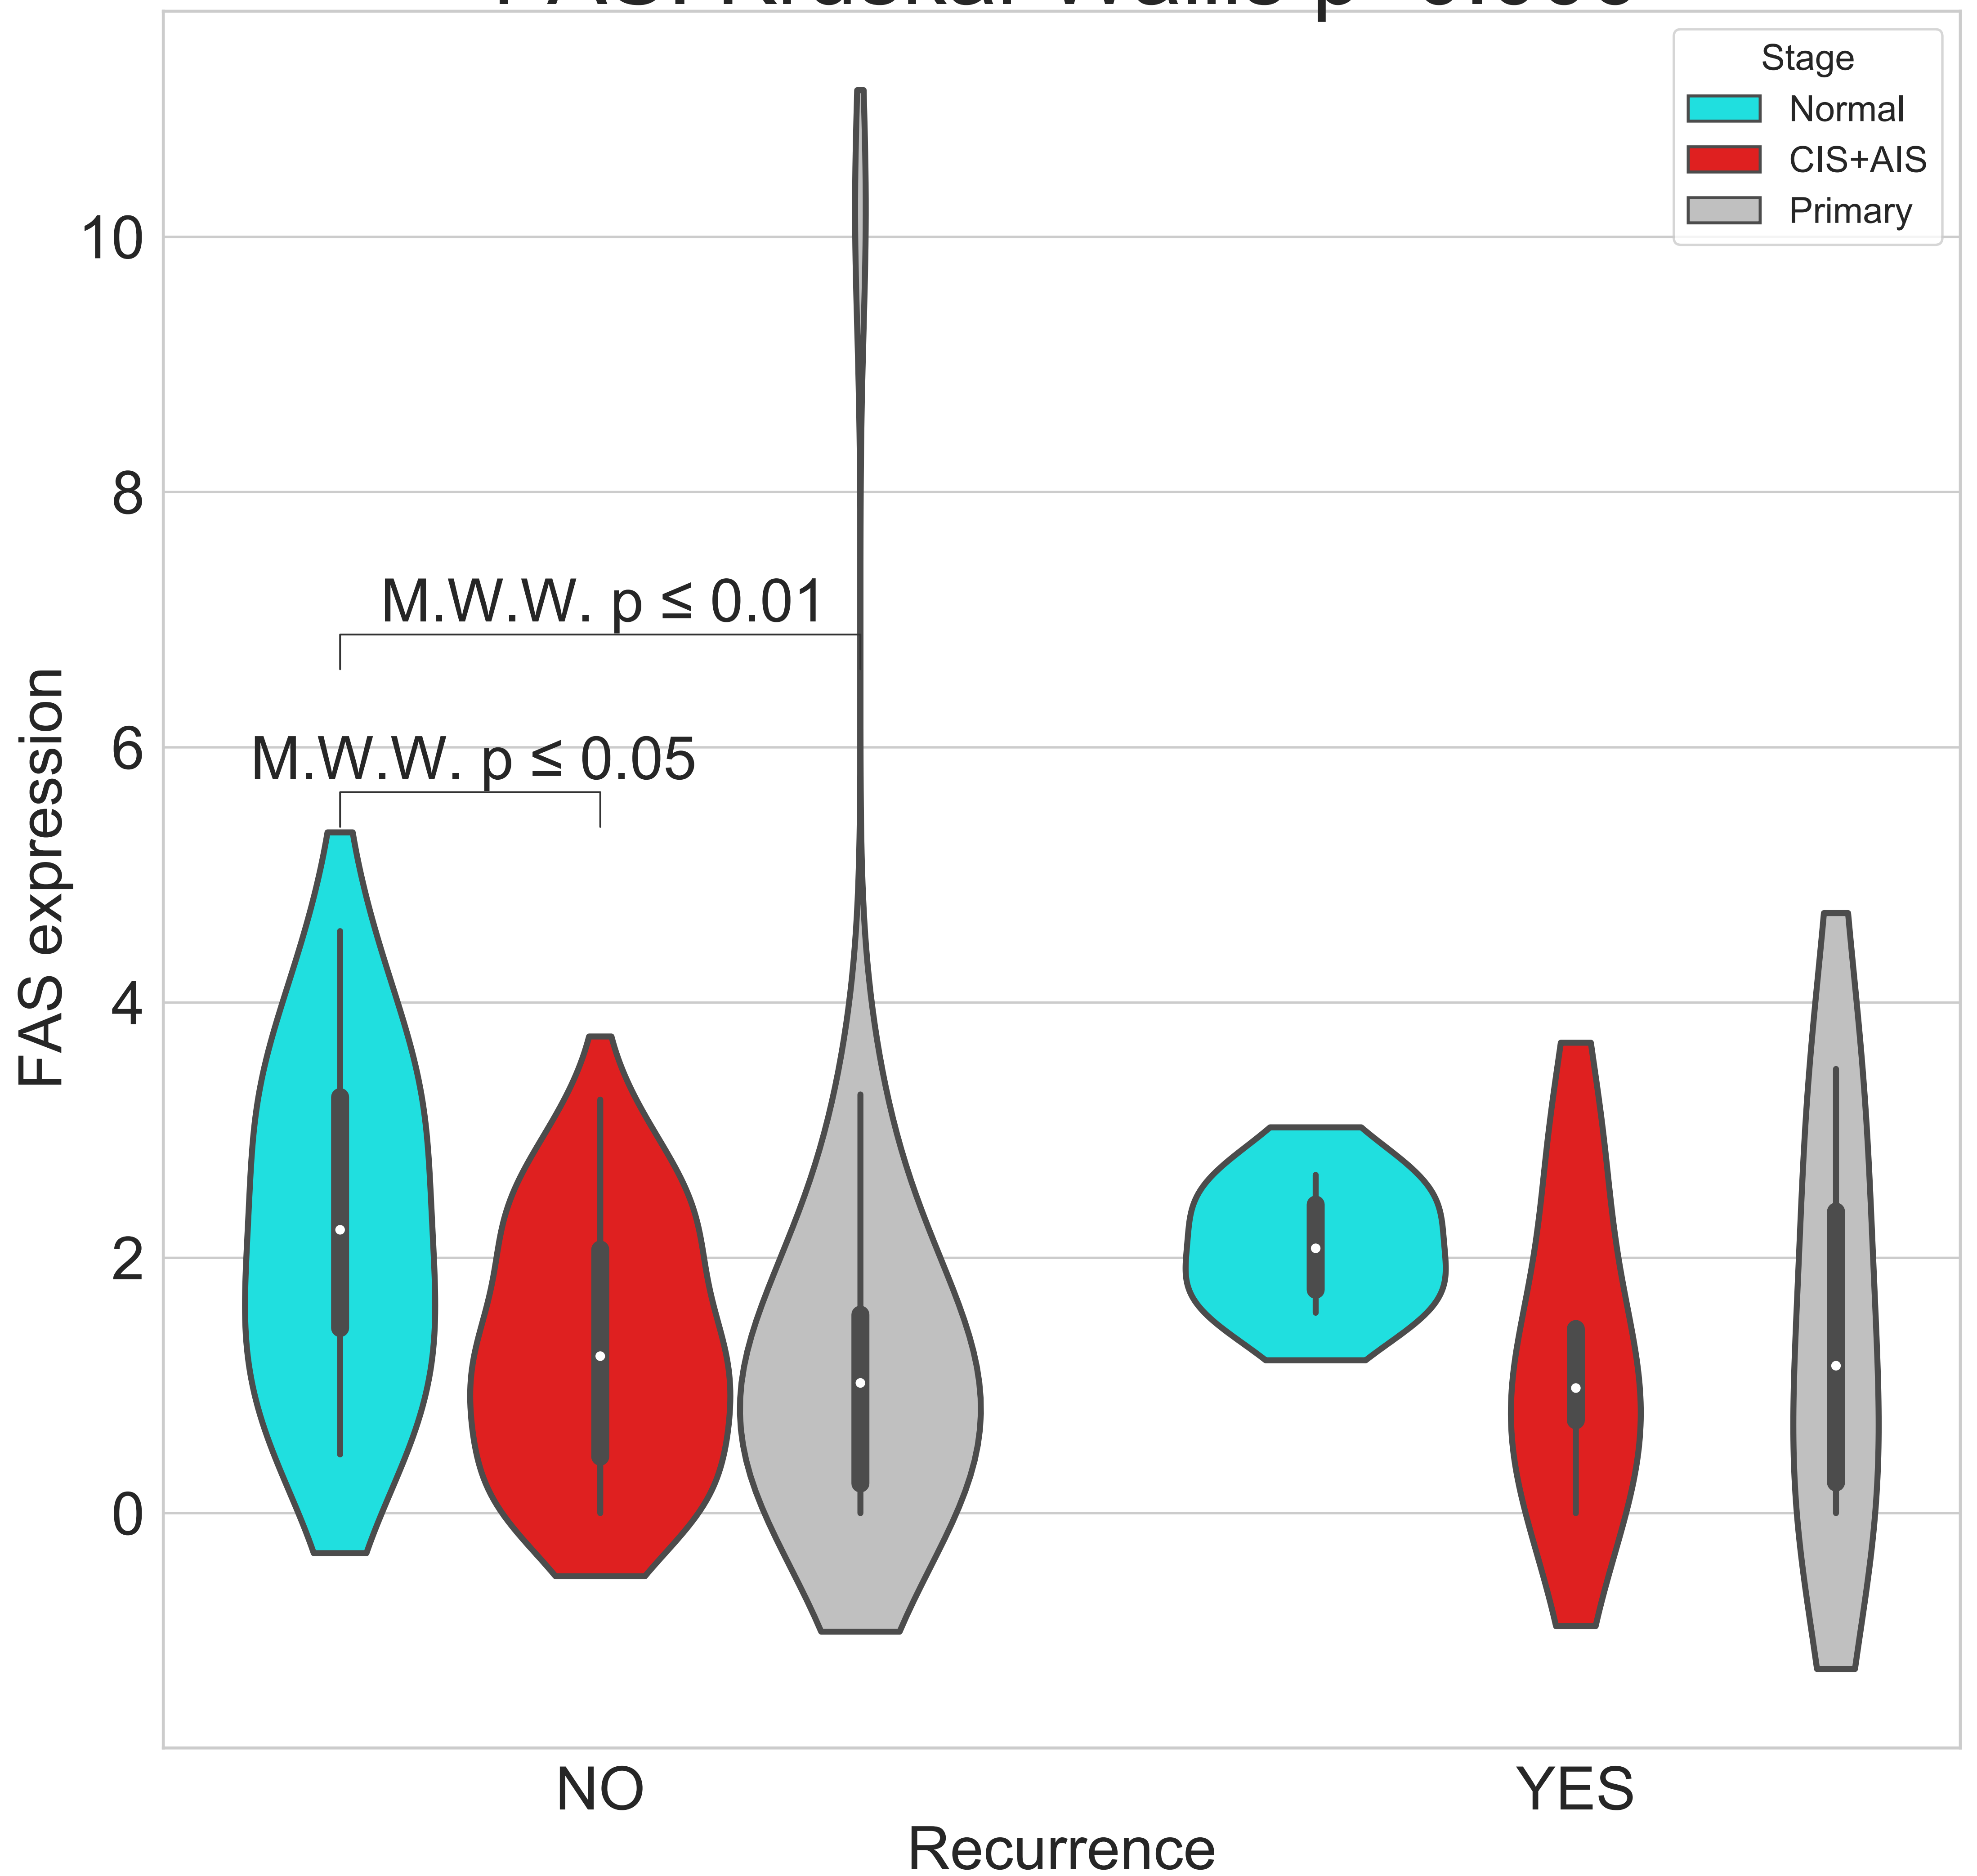 Stage
Normal
CIS+AIS
Primary
10
8
6
4
2
0
FAS expression
M.W.W. p ≤ 0.01
M.W.W. p ≤ 0.05
NO
YES
Recurrence